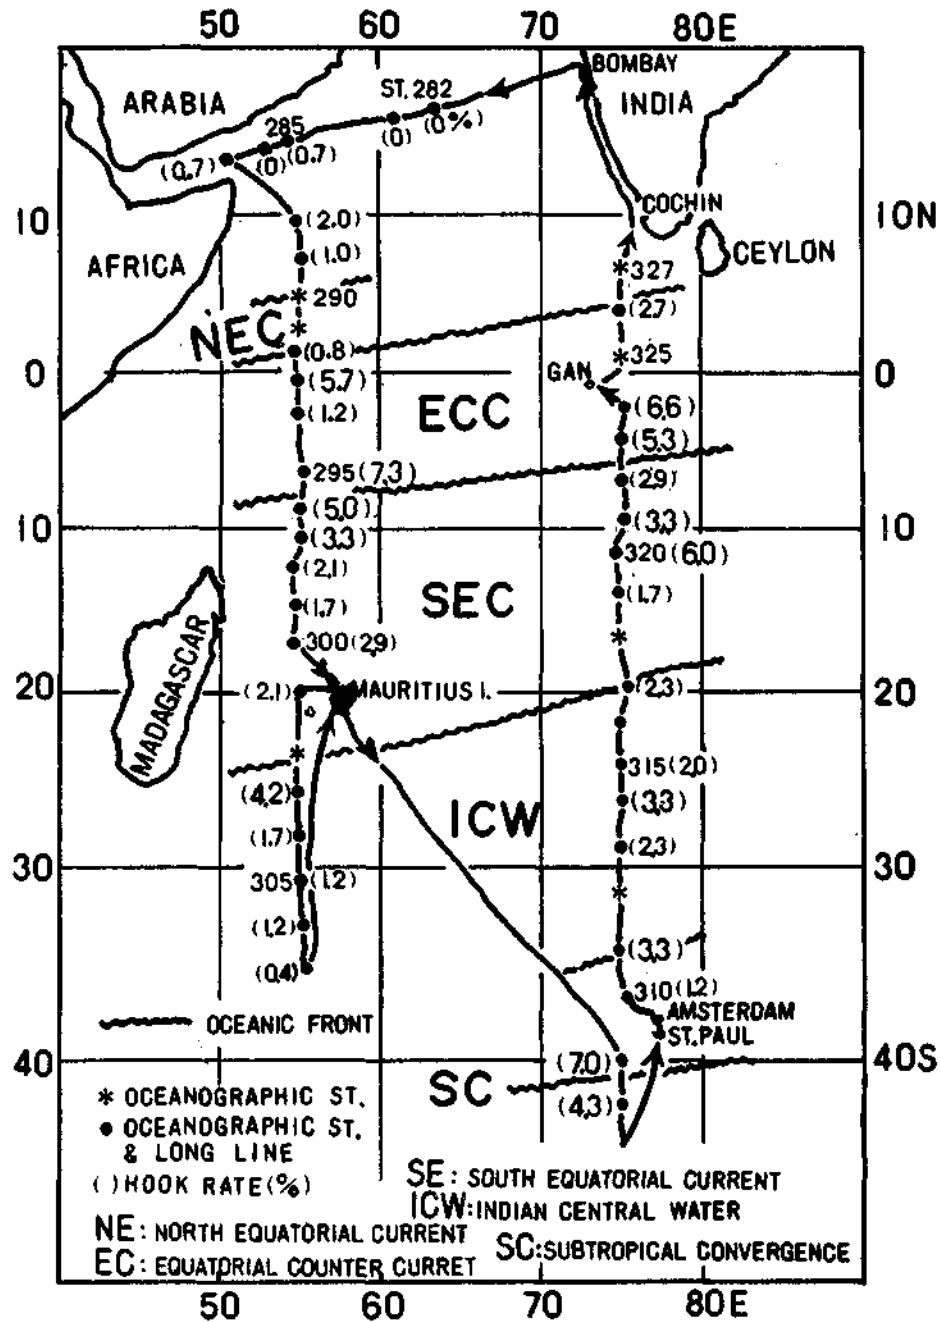 50 60 70 80E
BOMBAY
ARABIA
ST. 282
INDIA
285
(0) (0%)
(0.7) (0) (0.7)
COCHIN
10 (2.0) 10N
CEYLON
(1.0)
AFRICA
327
290
NEC
(2.7)
(0.8) 325
0 GAN 0
(5.7)
(1.2) ECC (6.6)
(5.3)
295(7.3) (2.9)
(5.0)
(3.3) (3.3)
10 10
320(6.0)
(2.1)
(1.7) SEC (1.7)
300(2.9)
MADAGASCAR
20 (2.1) MAURITIUS I. (2.3) 20
315(2.0)
(4.2) (3.3)
ICW
(1.7) (2.3)
30 30
305 (1.2)
(1.2) (3.3)
(0.4)
310(1.2)
OCEANIC FRONT
AMSTERDAM
ST. PAUL
40 (7.0) 40S
SC
(4.3)
* OCEANOGRAPHIC ST.
● OCEANOGRAPHIC ST.
& LONG LINE
( ) HOOK RATE(%)
SE: SOUTH EQUATORIAL CURRENT
ICW: INDIAN CENTRAL WATER
NE: NORTH EQUATORIAL CURRENT
SC: SUBTROPICAL CONVERGENCE
EC: EQUATORIAL COUNTER CURRET
50 60 70 80E